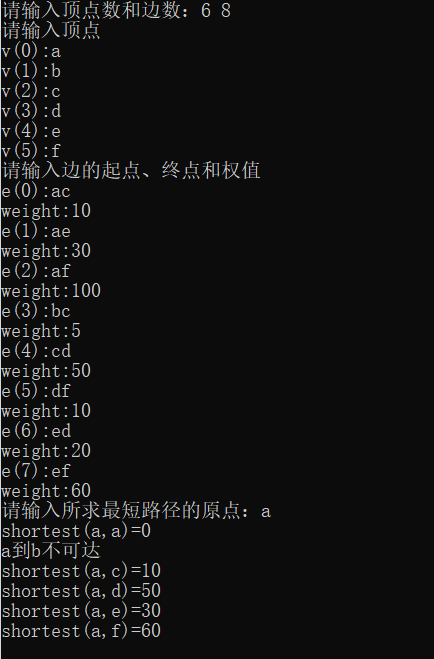 请输入顶点数和边数：6 8
请输入顶点
v(0):a
v(1):b
v(2):c
v(3):d
v(4):e
v(5):f
请输入边的起点、终点和权值
e(0):ac
weight:10
e(1):ae
weight:30
e(2):af
weight:100
e(3):bc
weight:5
e(4):cd
weight:50
e(5):df
weight:10
e(6):ed
weight:20
e(7):ef
weight:60
请输入所求最短路径的原点：a
shortest(a,a)=0
a到b不可达
shortest(a,c)=10
shortest(a,d)=50
shortest(a,e)=30
shortest(a,f)=60